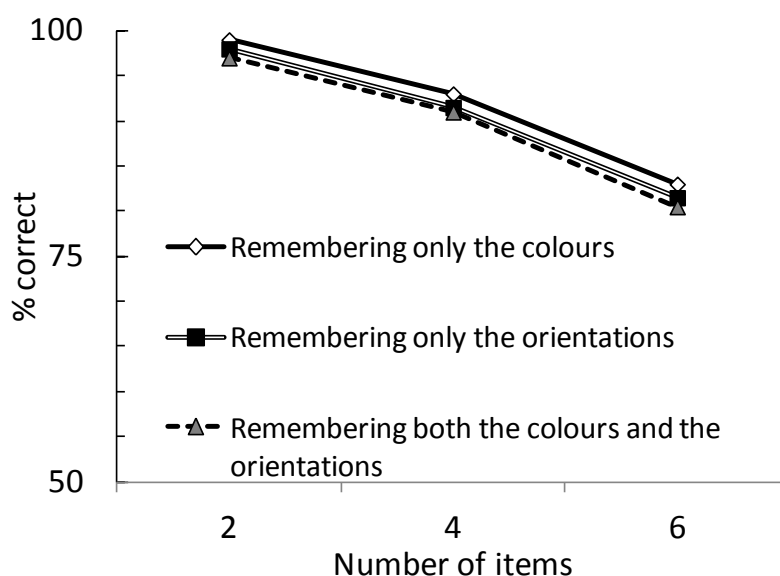 100
75
50
% correct
Remembering only the colours
Remembering only the orientations
Remembering both the colours and the
orientations
2 4 6
Number of items